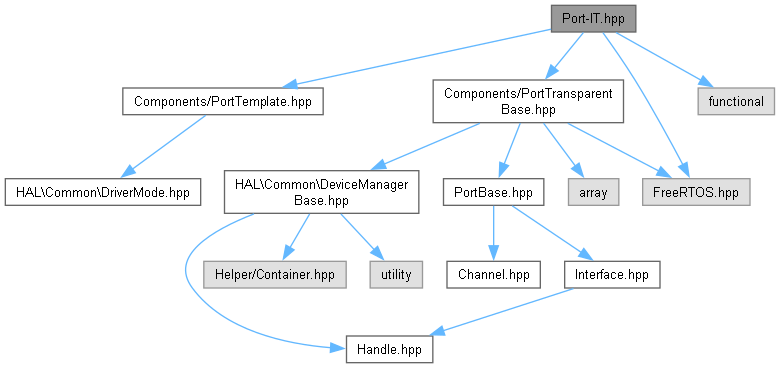 Port-IT.hpp
Components/PortTemplate.hpp
Components/PortTransparent
Base.hpp
functional
HAL\Common\DriverMode.hpp
HAL\Common\DeviceManager
Base.hpp
PortBase.hpp
array
FreeRTOS.hpp
Helper/Container.hpp
utility
Channel.hpp
Interface.hpp
Handle.hpp